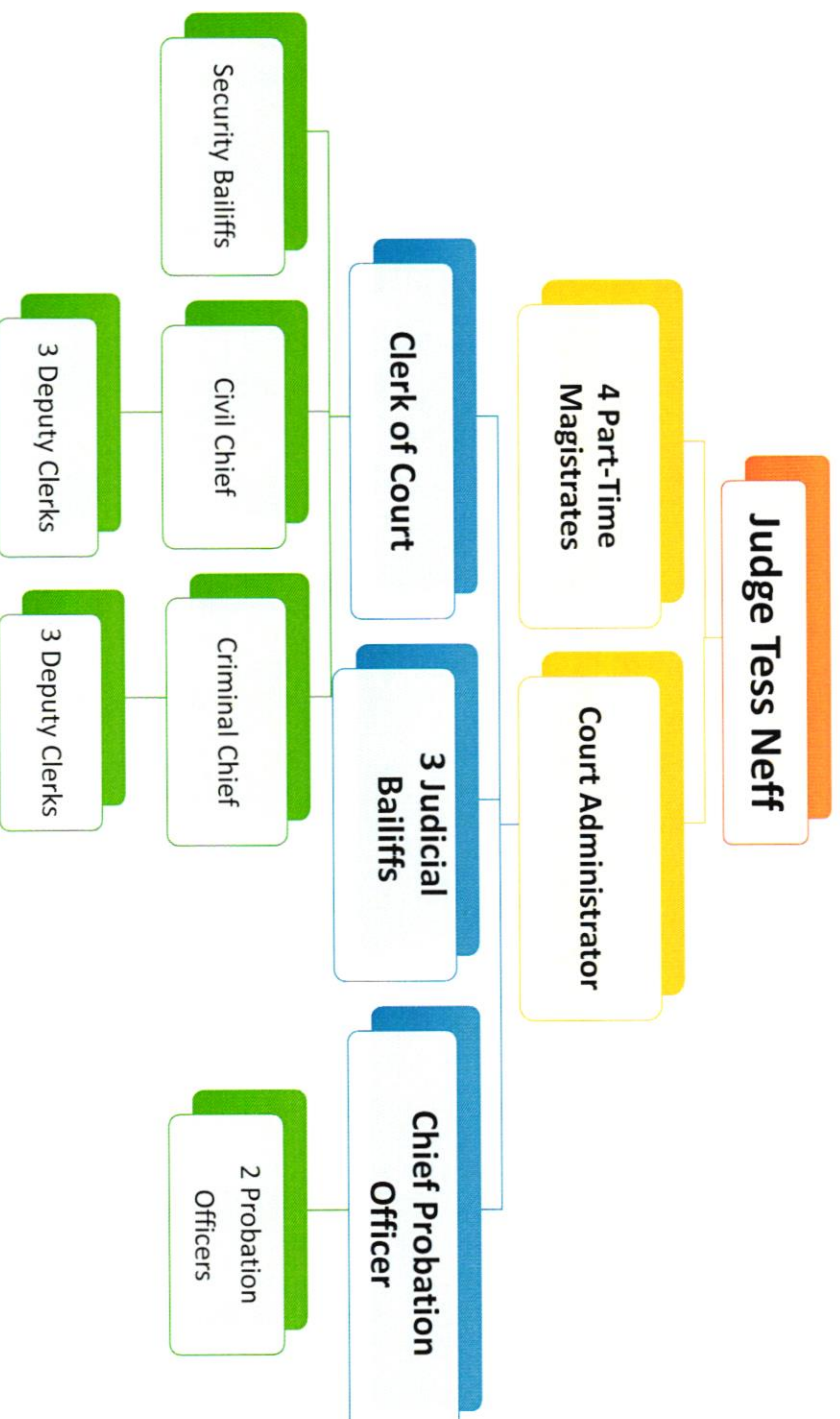 Judge Tess Neff
4 Part-Time
Magistrates
Court Administrator
Clerk of Court
3 Judicial
Bailiffs
Chief Probation
Officer
Security Bailiffs
Civil Chief
Criminal Chief
2 Probation
Officers
3 Deputy Clerks
3 Deputy Clerks